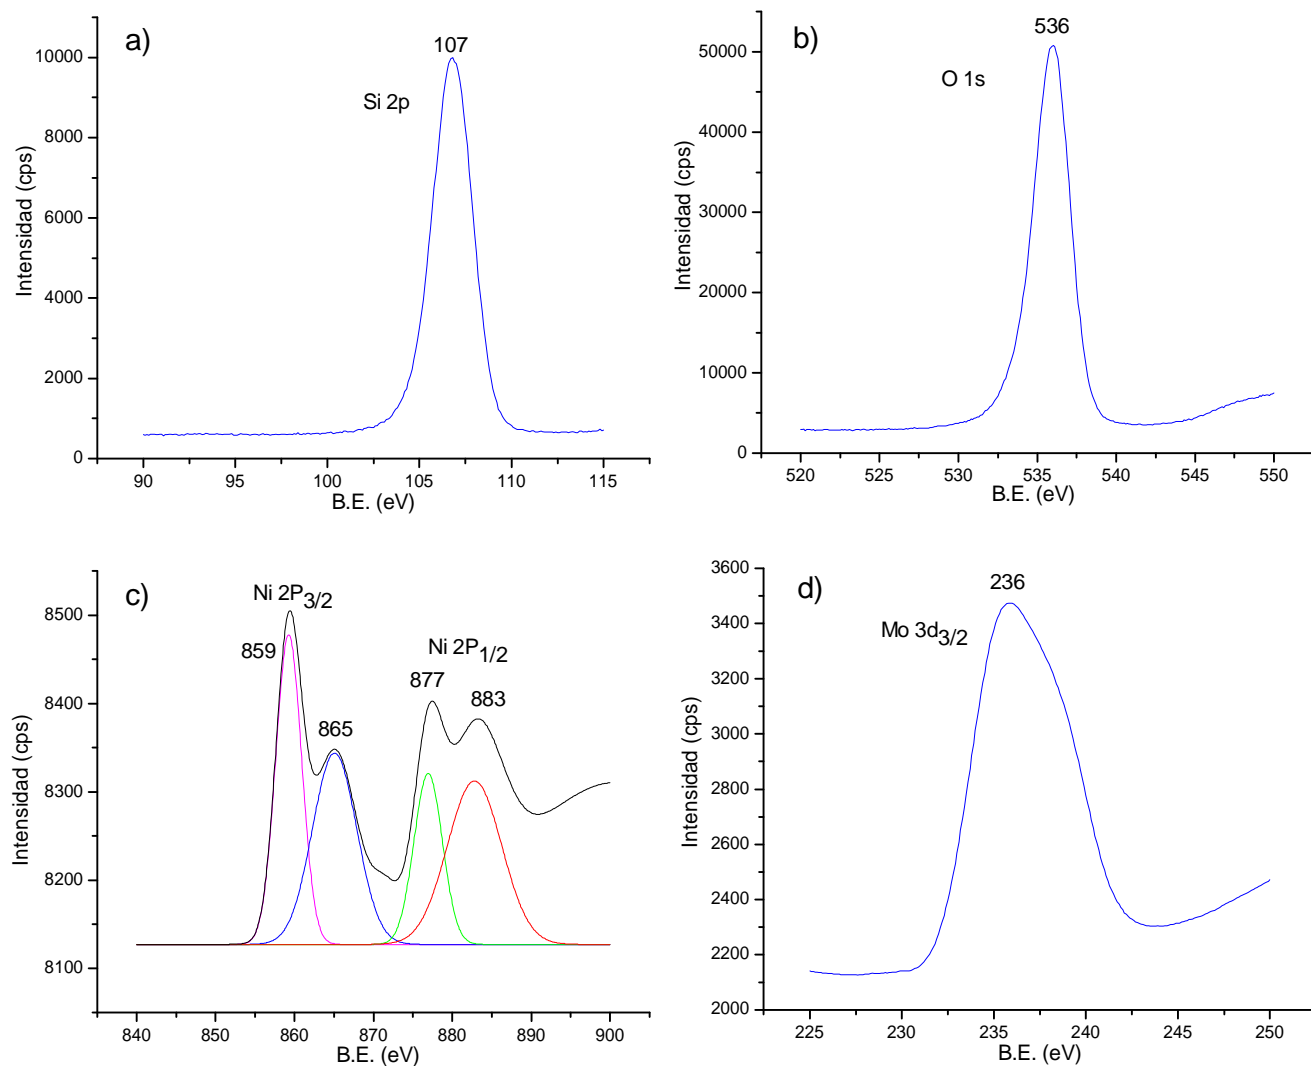 a)
107
Si 2p
Intensidad (cps)
10000
8000
6000
4000
2000
0
90 95 100 105 110 115
B.E. (eV)
b)
536
O 1s
Intensidad (cps)
50000
40000
30000
20000
10000
0
520 525 530 535 540 545 550
B.E. (eV)
c)
Ni 2P3/2
859
865
Ni 2P1/2
877
883
Intensidad (cps)
8500
8400
8300
8200
8100
840 850 860 870 880 890 900
B.E. (eV)
d)
236
Mo 3d3/2
Intensidad (cps)
3600
3400
3200
3000
2800
2600
2400
2200
2000
225 230 235 240 245 250
B.E. (eV)